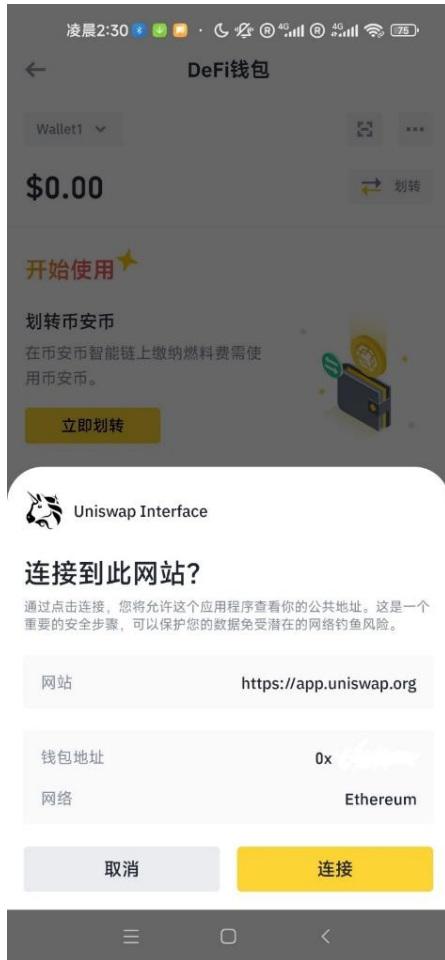 凌晨2:30
4G
4G
75
DeFi钱包
Wallet1
$0.00
划转
开始使用
划转币安币
在币安币智能链上缴纳燃料费需使
用币安币。
立即划转
Uniswap Interface
连接到此网站?
通过点击连接，您将允许这个应用程序查看你的公共地址。这是一个
重要的安全步骤，可以保护您的数据免受潜在的网络钓鱼风险。
网站 https://app.uniswap.org
钱包地址 0x
网络 Ethereum
取消 连接